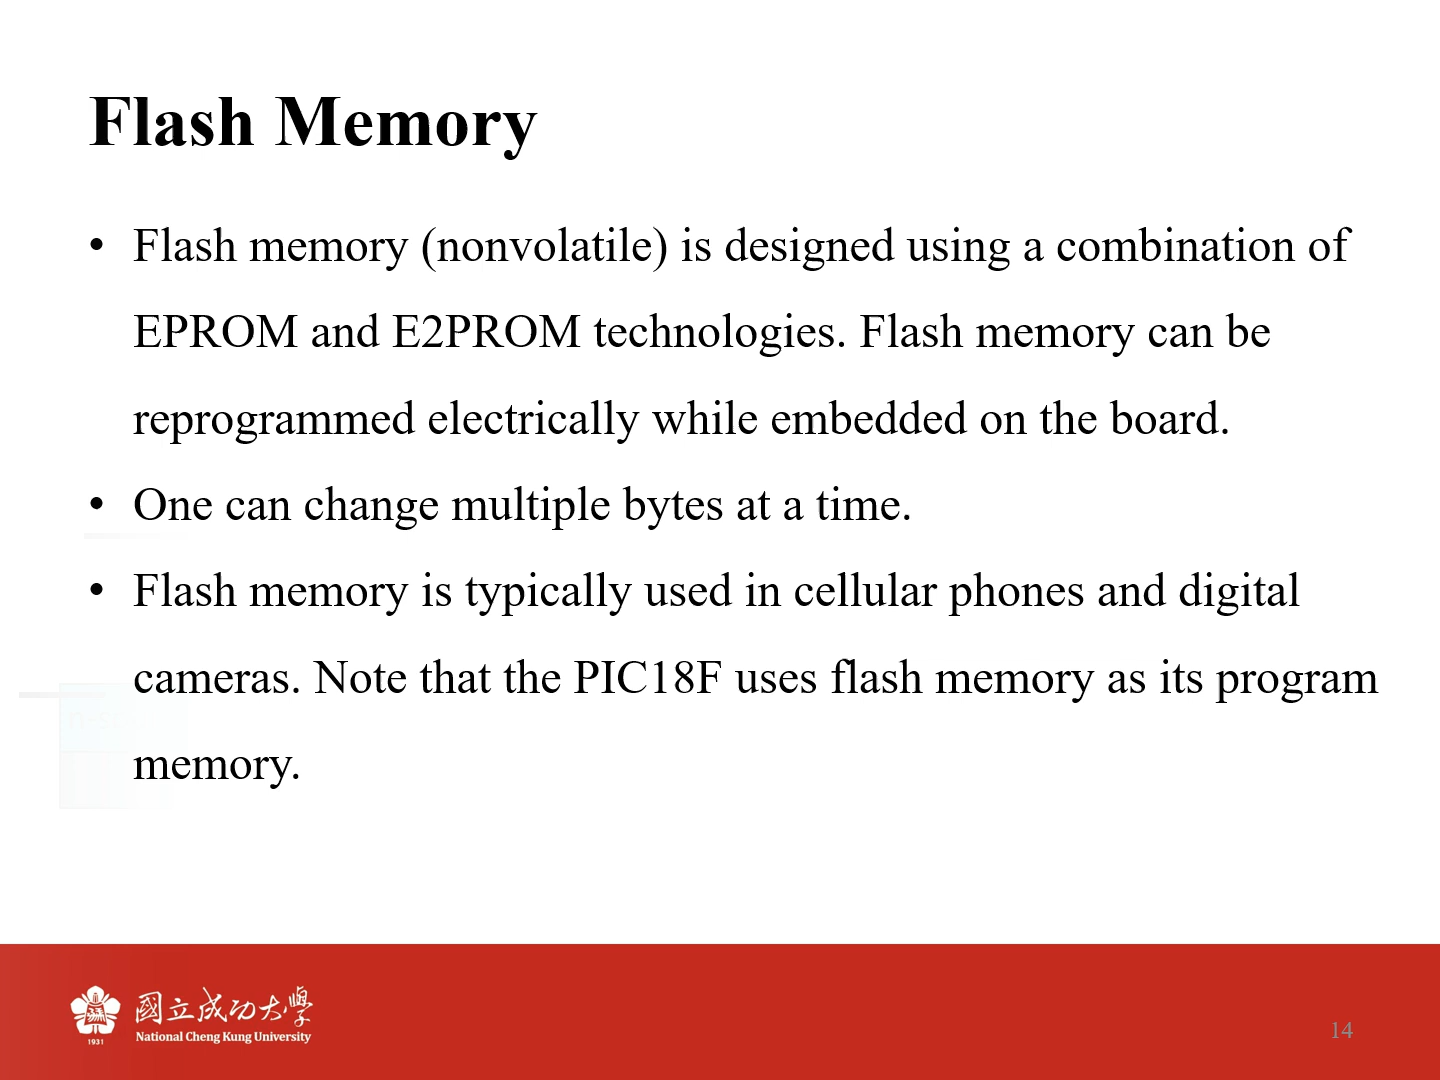 Flash Memory
• Flash memory (nonvolatile) is designed using a combination of
EPROM and E2PROM technologies. Flash memory can be
reprogrammed electrically while embedded on the board.
• One can change multiple bytes at a time.
• Flash memory is typically used in cellular phones and digital
cameras. Note that the PIC18F uses flash memory as its program
memory.
國立成功大學
National Cheng Kung University
1931
14